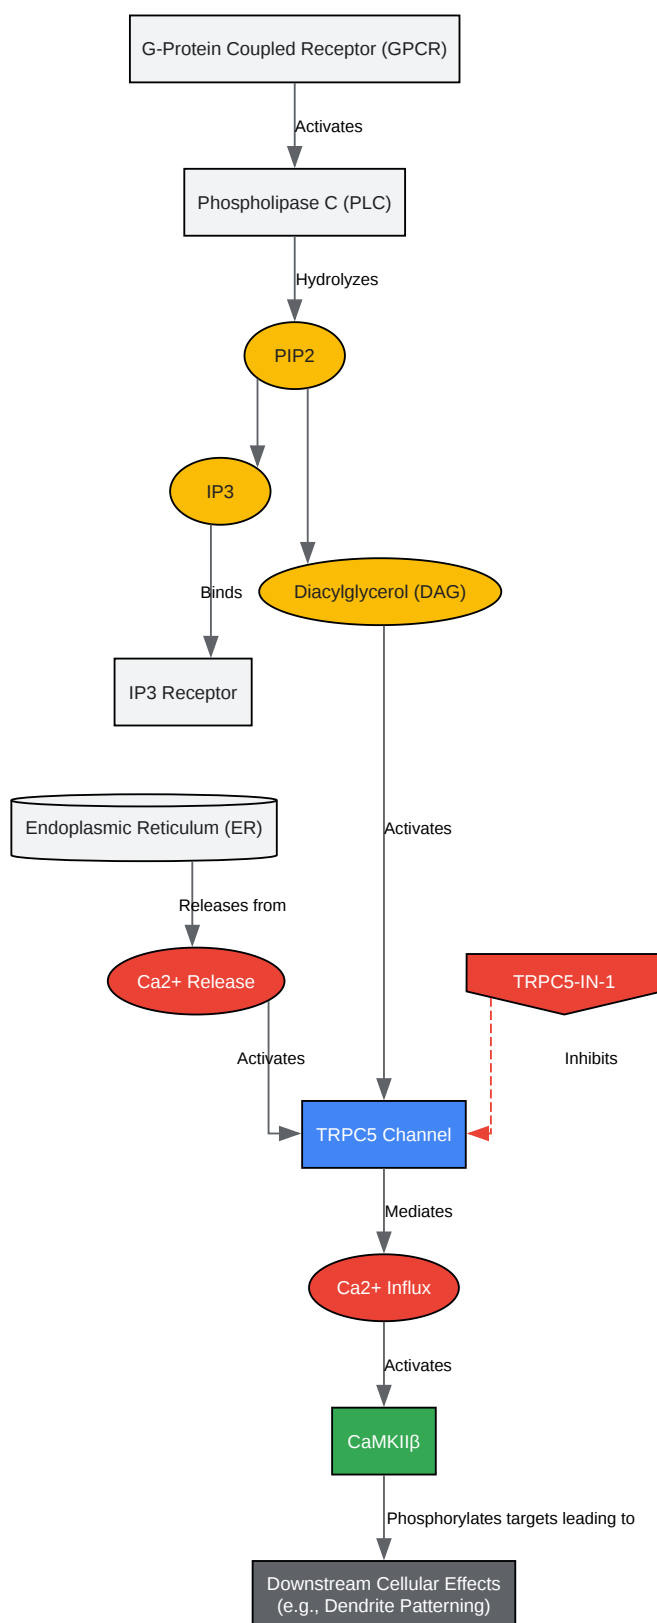 G-Protein Coupled Receptor (GPCR)
Activates
Phospholipase C (PLC)
Hydrolyzes
PIP2
IP3
Binds
Diacylglycerol (DAG)
IP3 Receptor
Endoplasmic Reticulum (ER)
Activates
Releases from
Ca2+ Release
TRPC5-IN-1
Activates
Inhibits
TRPC5 Channel
Mediates
Ca2+ Influx
Activates
CaMKIIβ
Phosphorylates targets leading to
Downstream Cellular Effects
(e.g., Dendrite Patterning)